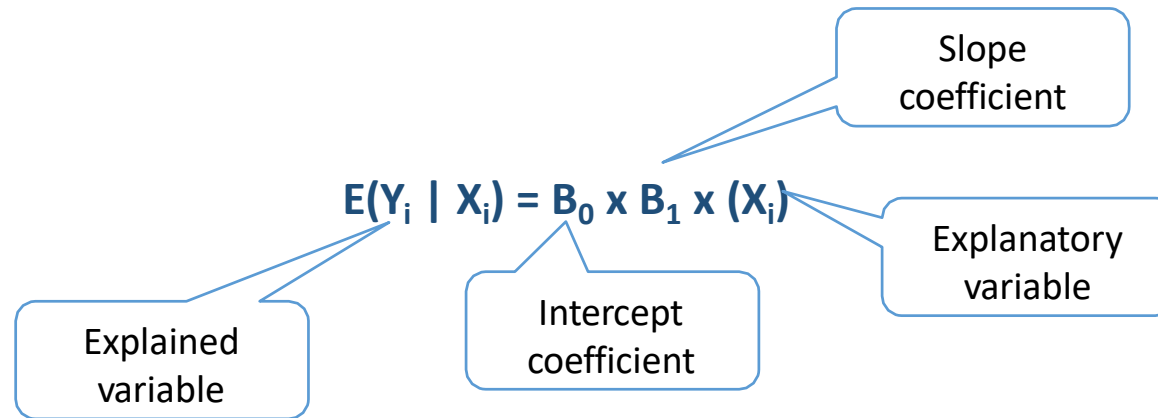 Slope
coefficient
E(Yᵢ | Xᵢ) = B₀ x B₁ x (Xᵢ)
Explanatory
variable
Intercept
coefficient
Explained
variable